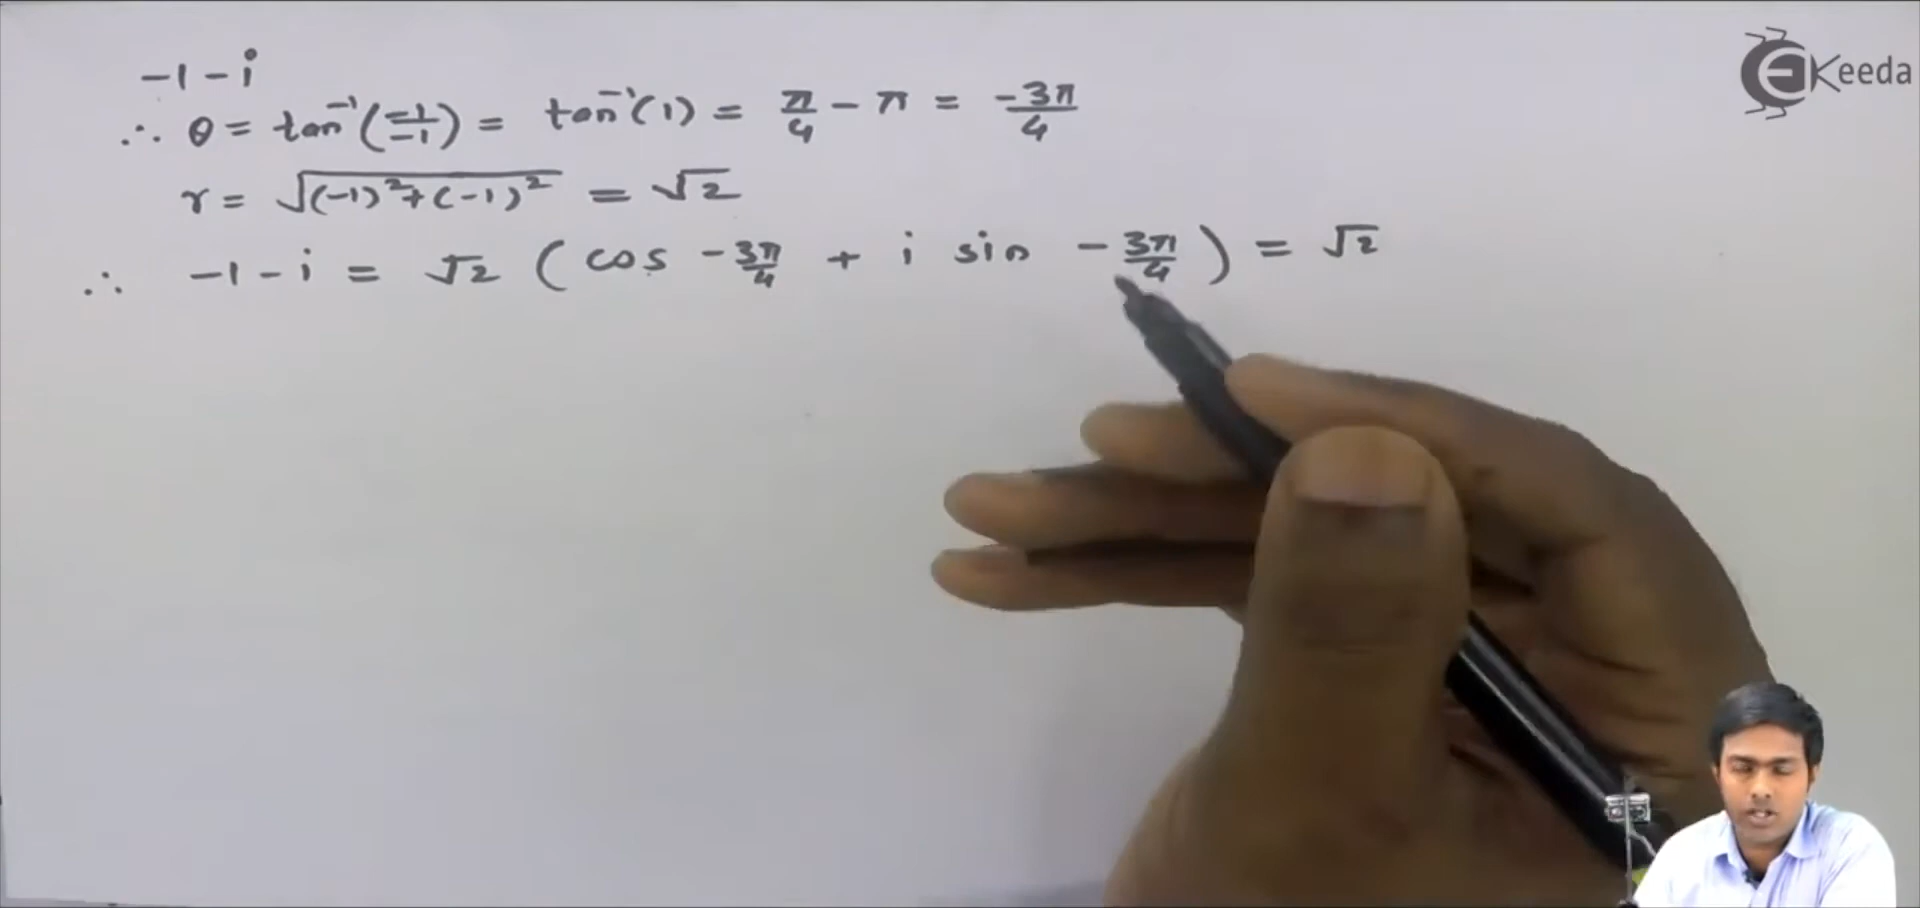 EKeeda
-1 - i
∴ θ = tan⁻¹(-1/-1) = tan⁻¹(1) = π/4 - π = -3π/4
r = √((-1)² + (-1)²) = √2
∴ -1 - i = √2 ( cos -3π/4 + i sin -3π/4 ) = √2